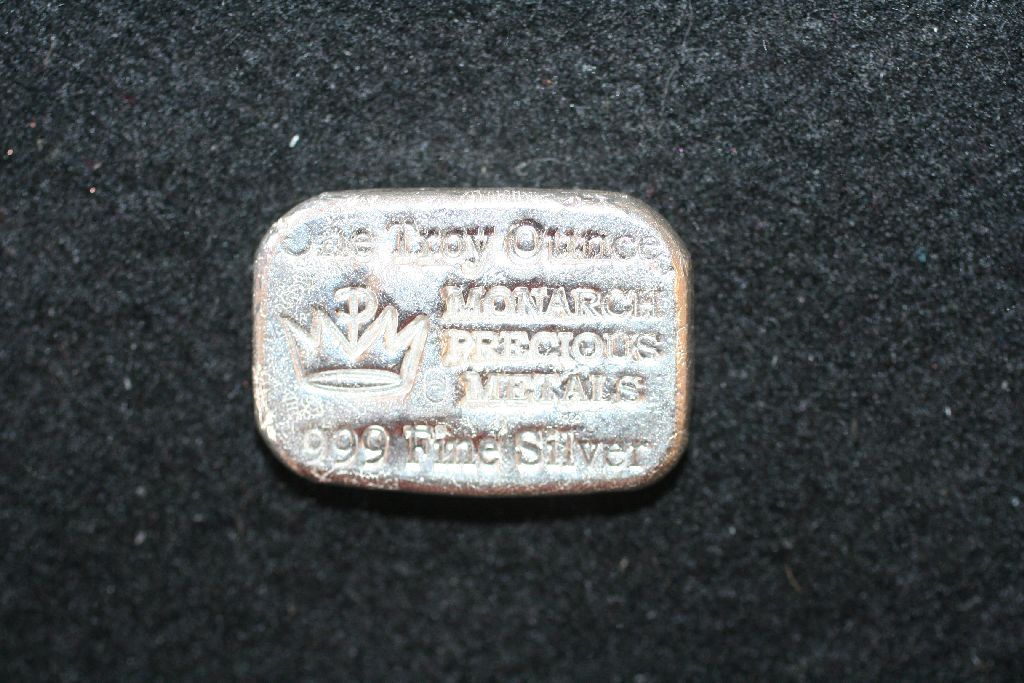 One Troy Ounce
MONARCH
PRECIOUS
METALS
999 Fine Silver